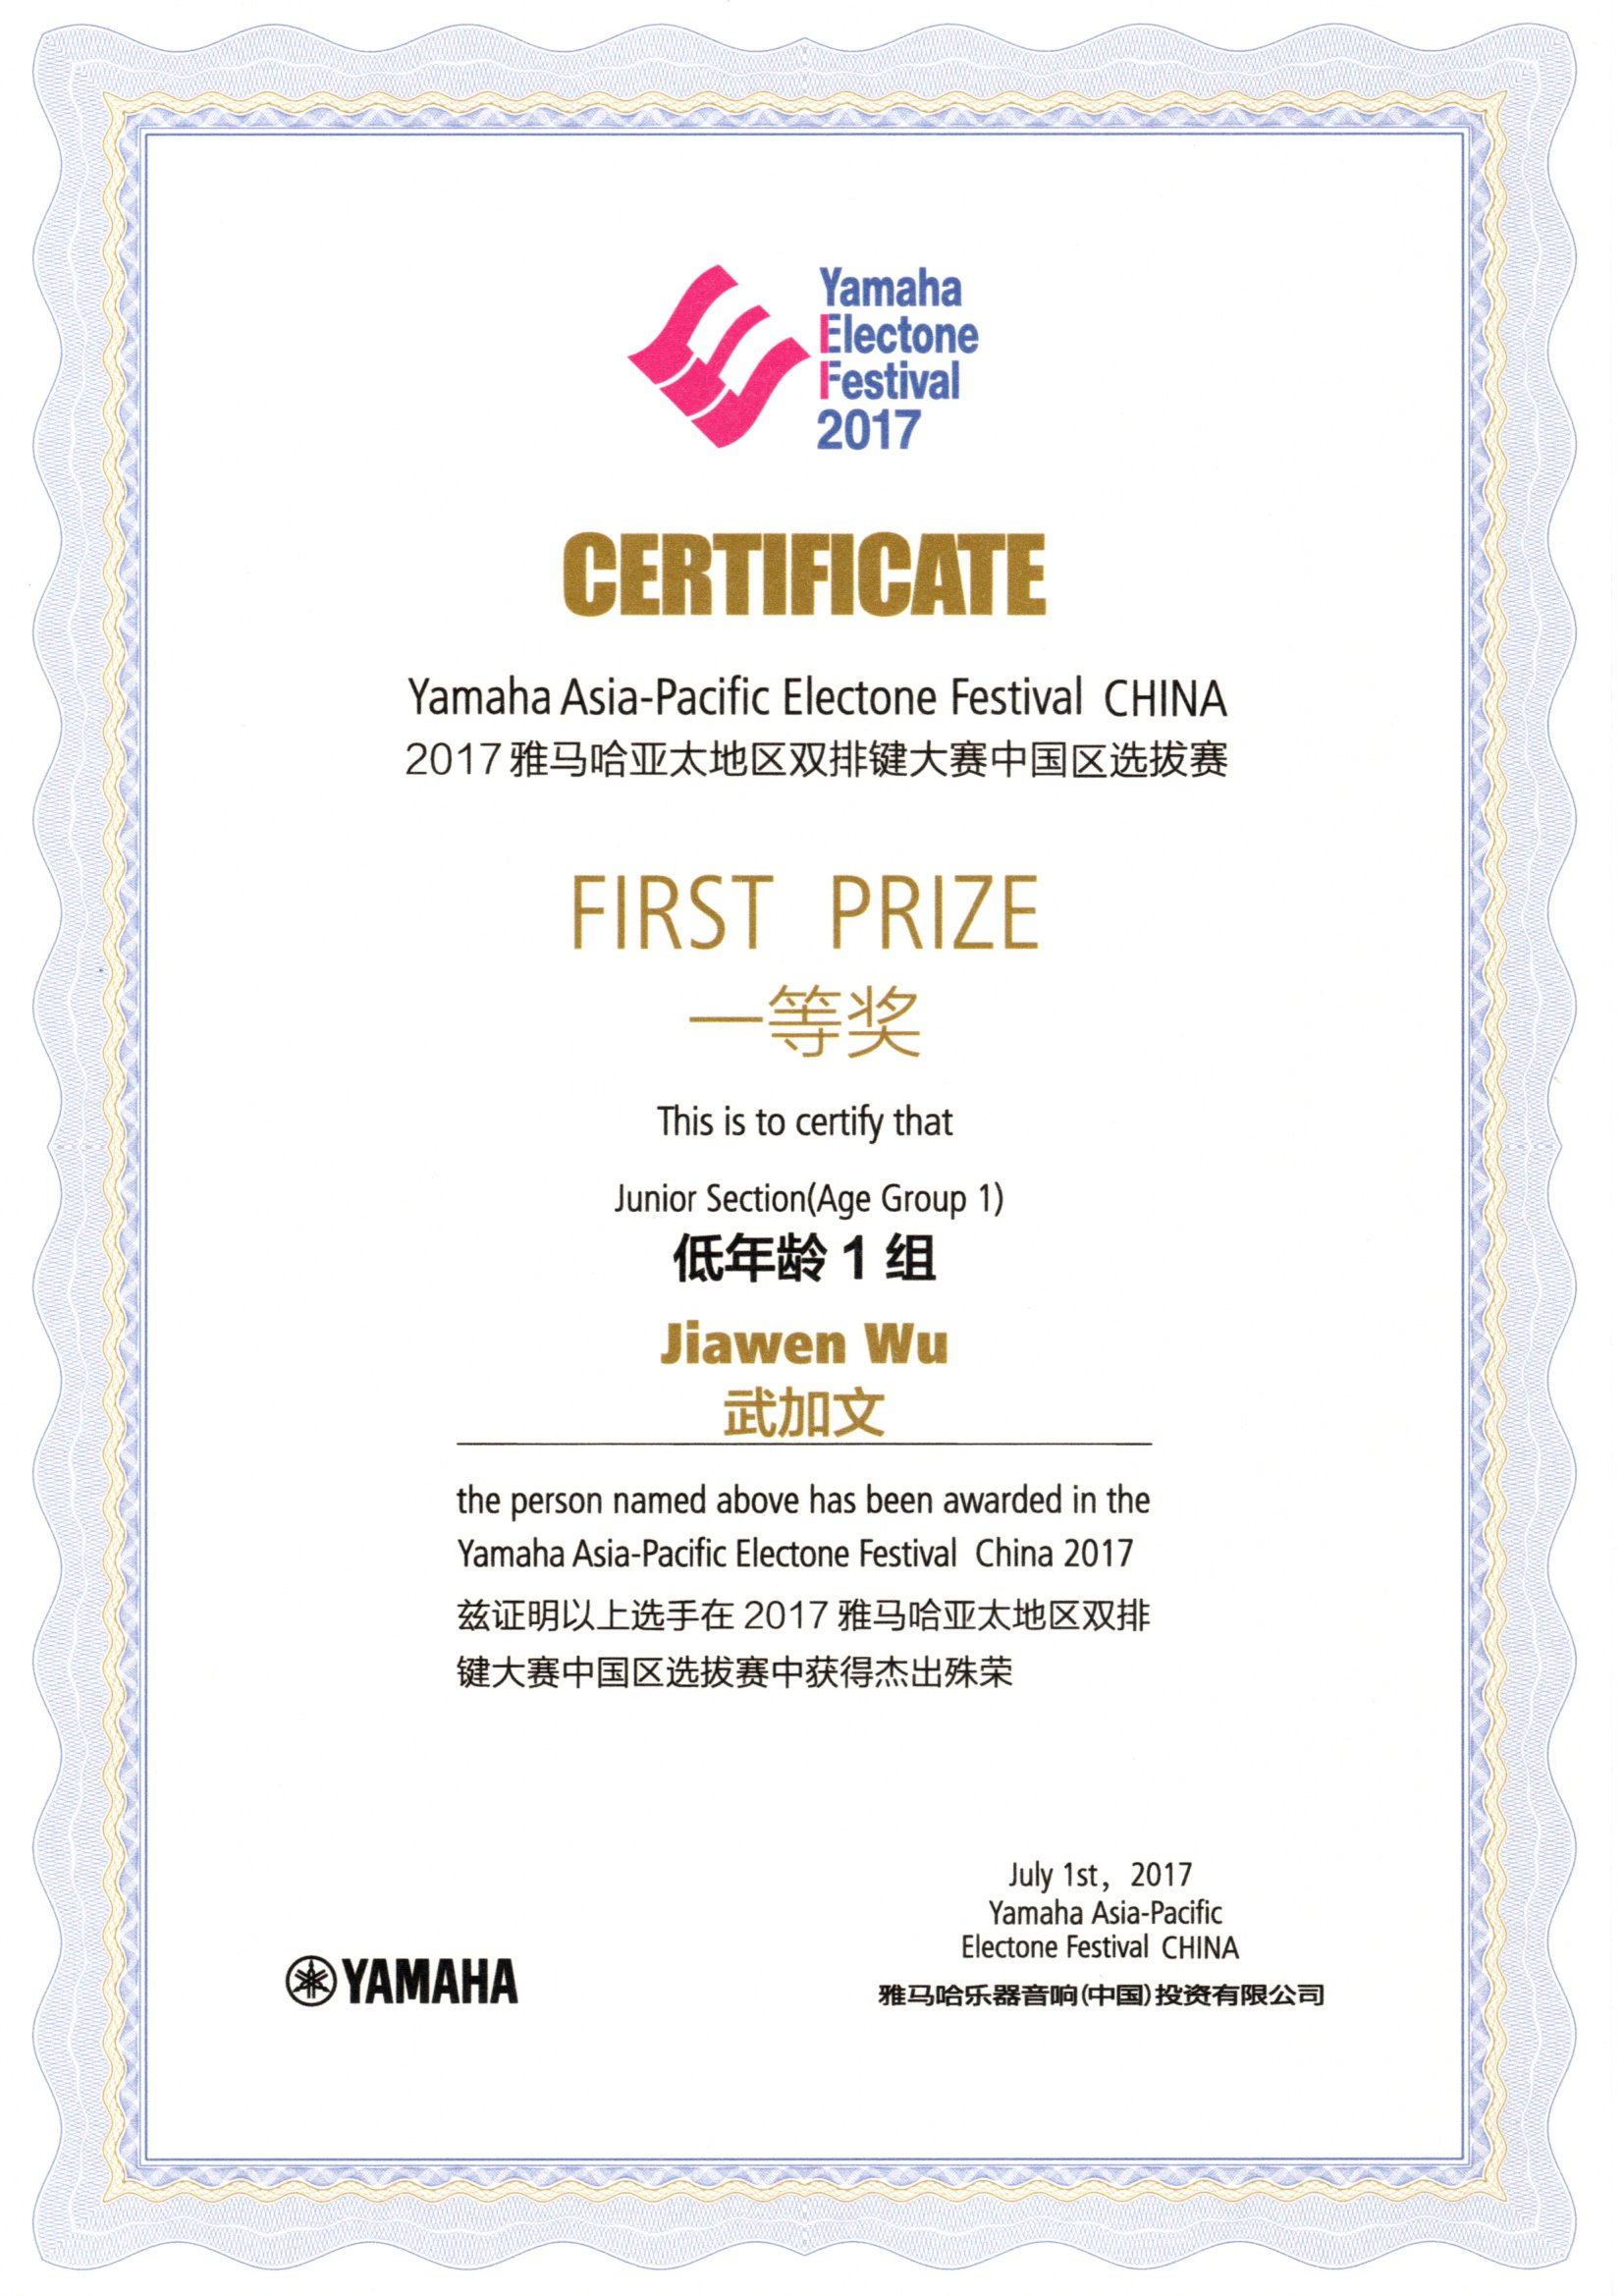 Yamaha
Electone
Festival
2017
CERTIFICATE
Yamaha Asia-Pacific Electone Festival CHINA
2017雅马哈亚太地区双排键大赛中国区选拔赛
FIRST PRIZE
一等奖
This is to certify that
Junior Section(Age Group 1)
低年龄 1 组
Jiawen Wu
武加文
the person named above has been awarded in the
Yamaha Asia-Pacific Electone Festival China 2017
兹证明以上选手在 2017 雅马哈亚太地区双排
键大赛中国区选拔赛中获得杰出殊荣
July 1st，2017
Yamaha Asia-Pacific
Electone Festival CHINA
YAMAHA
雅马哈乐器音响(中国)投资有限公司